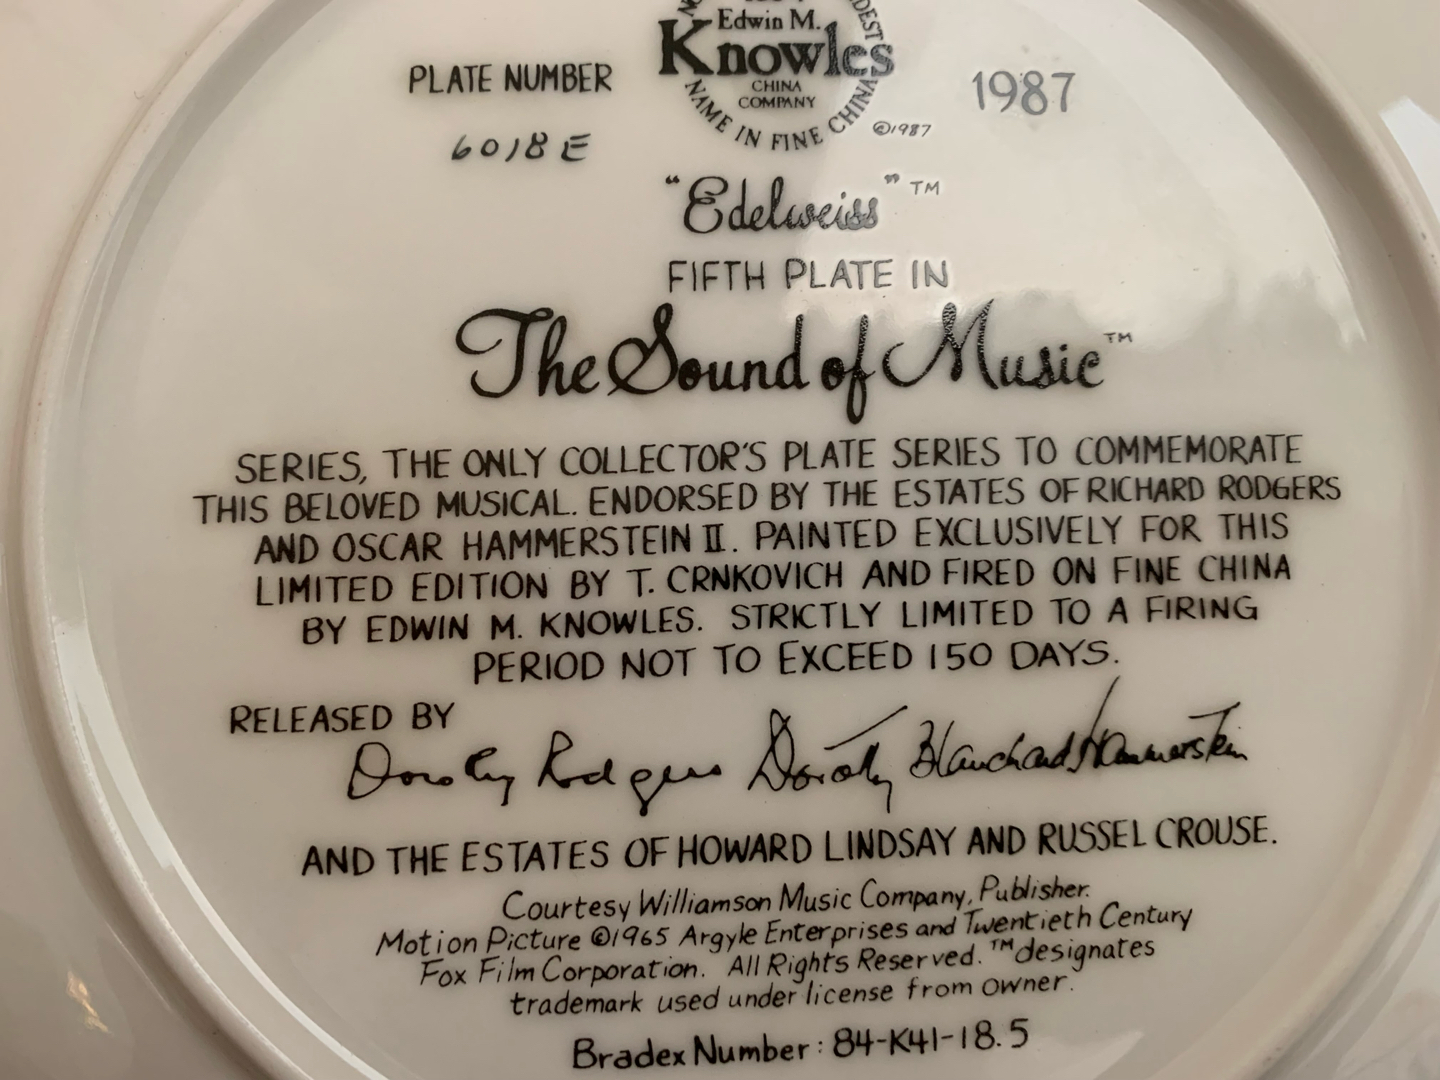 Edwin M.
Knowles
CHINA
COMPANY
NAME IN FINE CHINA
©1987
PLATE NUMBER
6018E
1987
"Edelweiss"™
FIFTH PLATE IN
The Sound of Music™
SERIES, THE ONLY COLLECTOR'S PLATE SERIES TO COMMEMORATE
THIS BELOVED MUSICAL. ENDORSED BY THE ESTATES OF RICHARD RODGERS
AND OSCAR HAMMERSTEIN II. PAINTED EXCLUSIVELY FOR THIS
LIMITED EDITION BY T. CRNKOVICH AND FIRED ON FINE CHINA
BY EDWIN M. KNOWLES. STRICTLY LIMITED TO A FIRING
PERIOD NOT TO EXCEED 150 DAYS.
RELEASED BY
Dorothy Rodgers Dorothy Blanchard Hammerstein
AND THE ESTATES OF HOWARD LINDSAY AND RUSSEL CROUSE.
Courtesy Williamson Music Company, Publisher.
Motion Picture ©1965 Argyle Enterprises and Twentieth Century
Fox Film Corporation. All Rights Reserved. ™designates
trademark used under license from owner.
Bradex Number: 84-K41-18.5